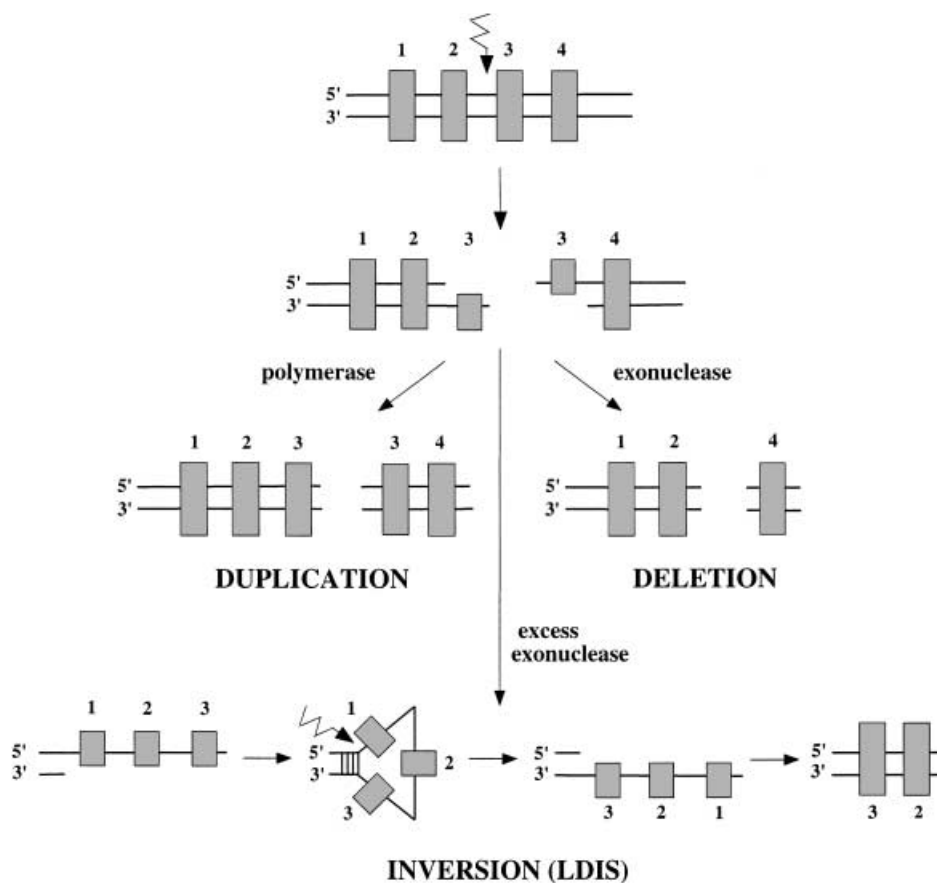 1 2 3 4
5'
3'
1 2 3 3 4
5'
3'
polymerase exonuclease
1 2 3 3 4 1 2 4
5' 5'
3' 3'
DUPLICATION DELETION
excess
exonuclease
1 2 3 1
5' 5' 5' 5'
2
3' 3' 3' 3'
3 3 2 1 3 2
INVERSION (LDIS)